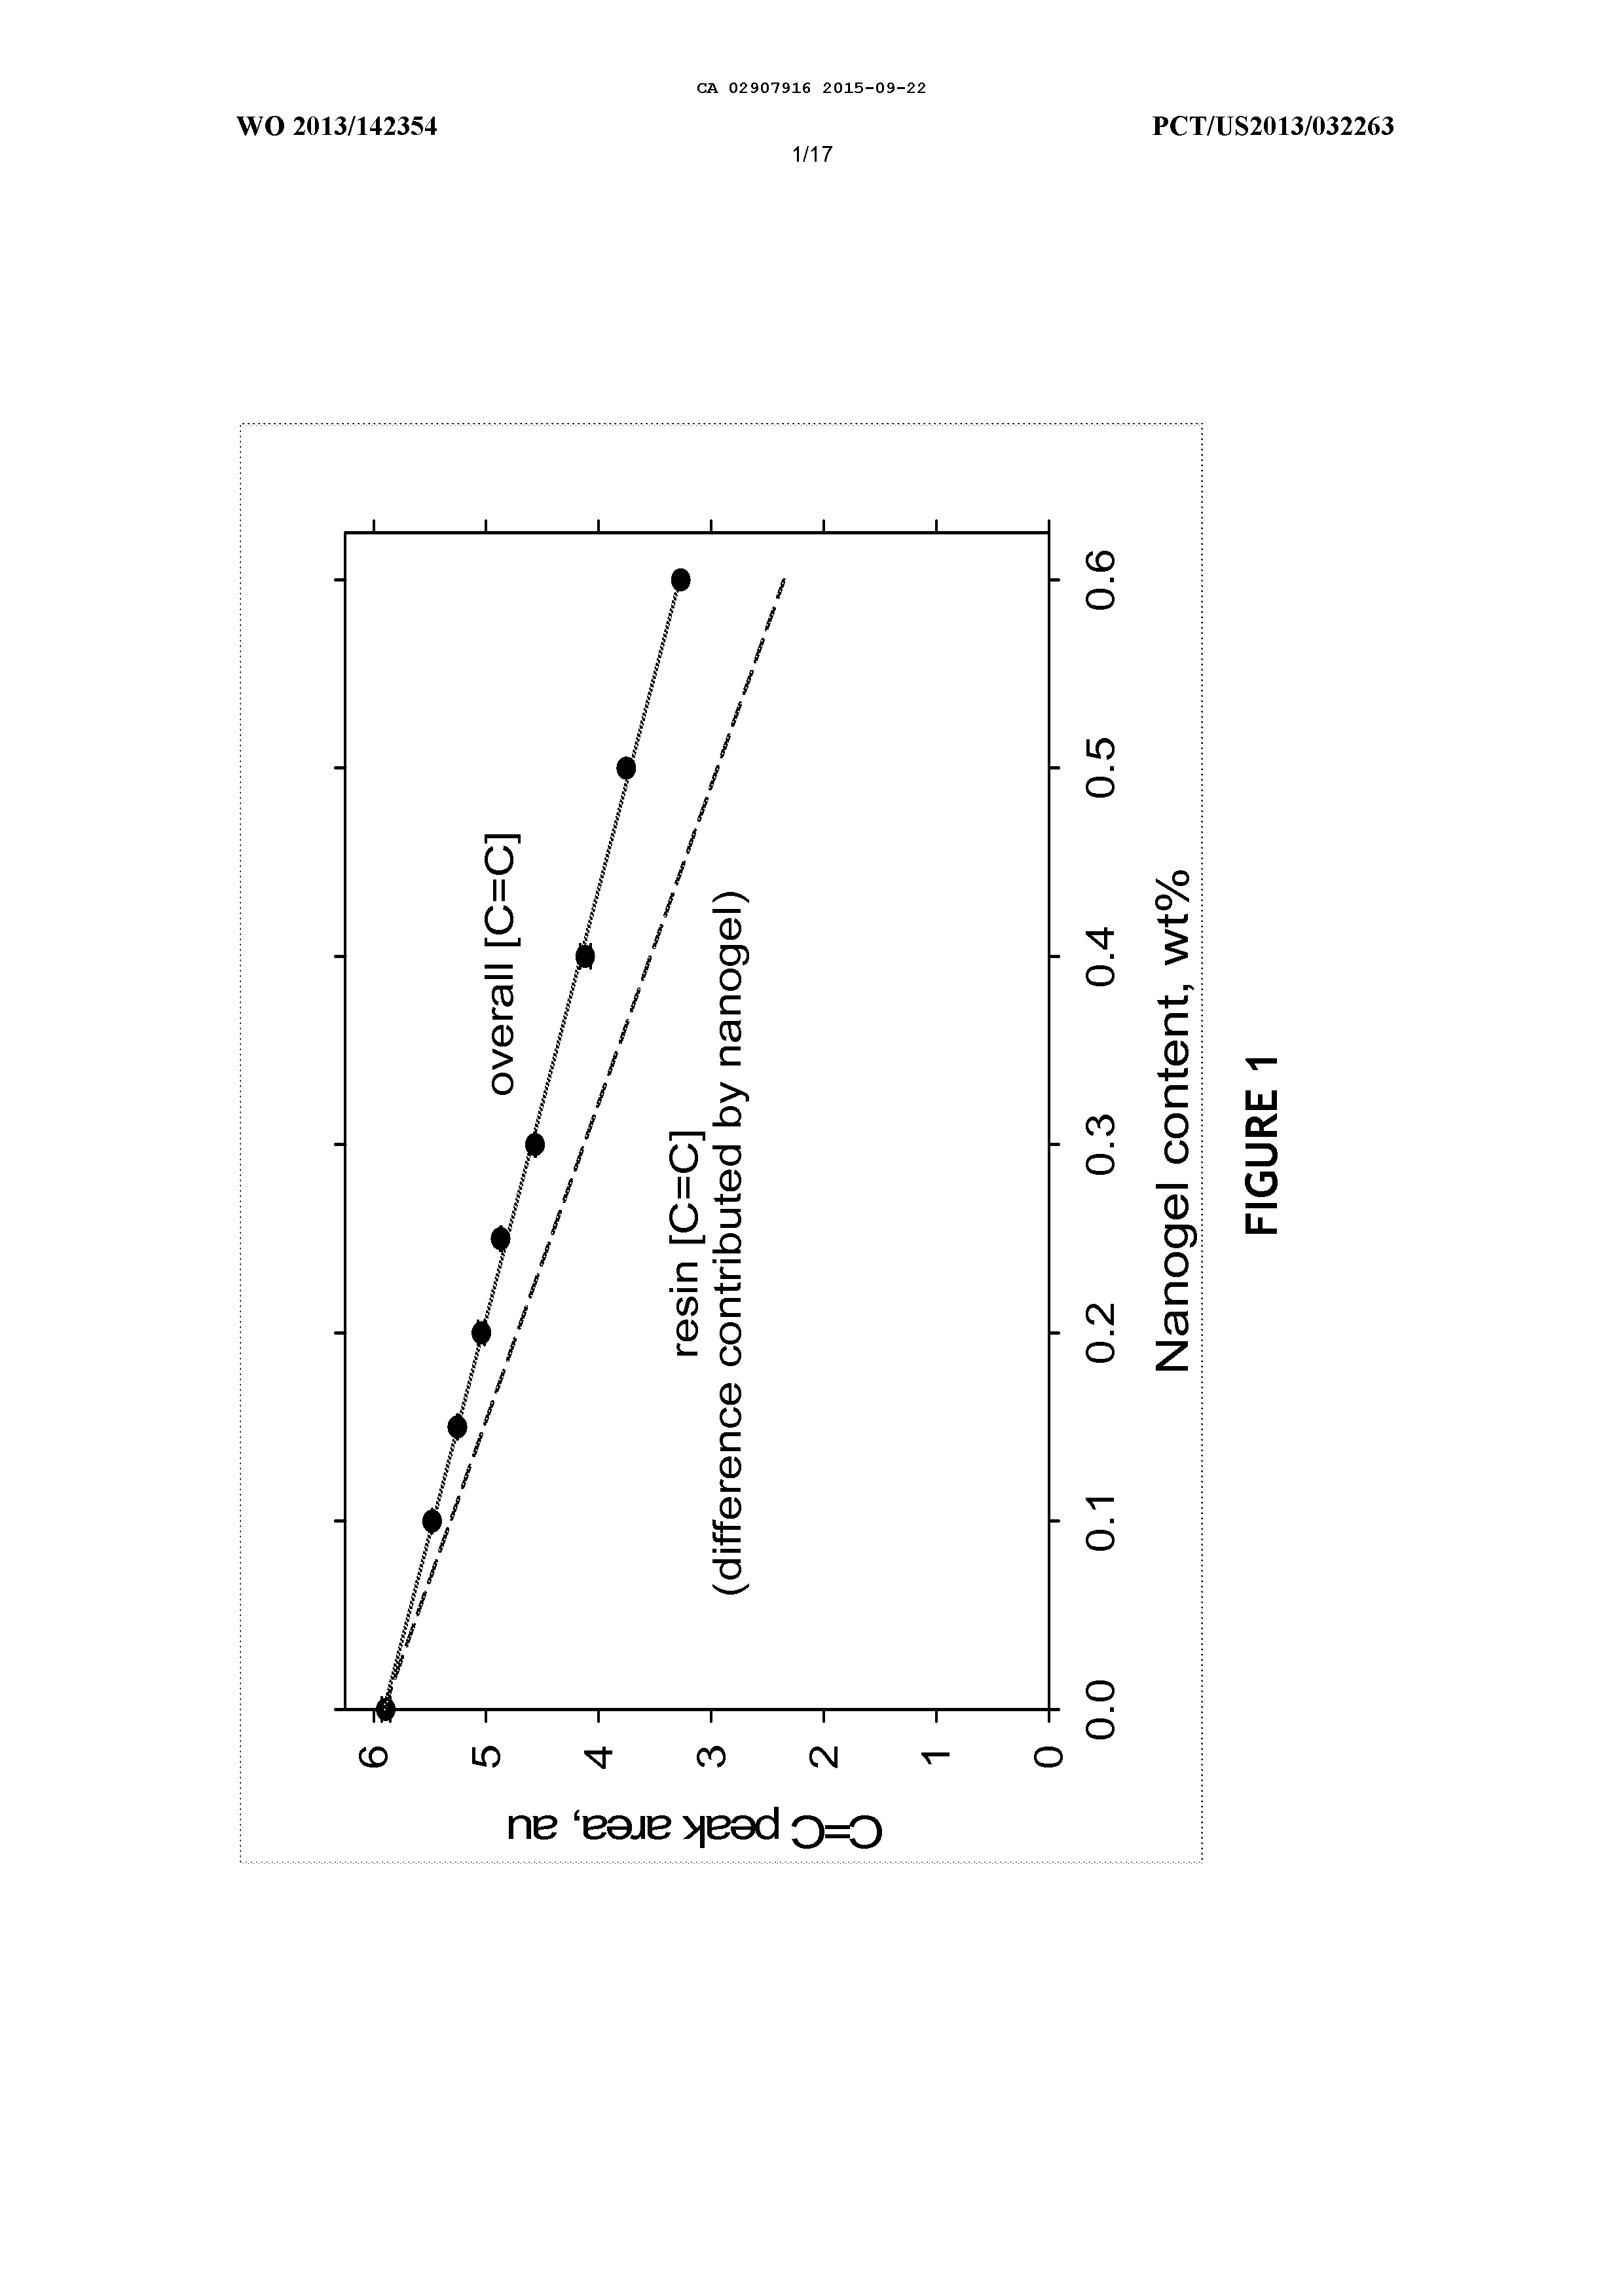 CA 02907916 2015-09-22
WO 2013/142354
PCT/US2013/032263
1/17
C=C peak area, au
6
5
4
3
2
1
0
overall [C=C]
resin [C=C]
(difference contributed by nanogel)
0.0
0.1
0.2
0.3
0.4
0.5
0.6
Nanogel content, wt%
FIGURE 1